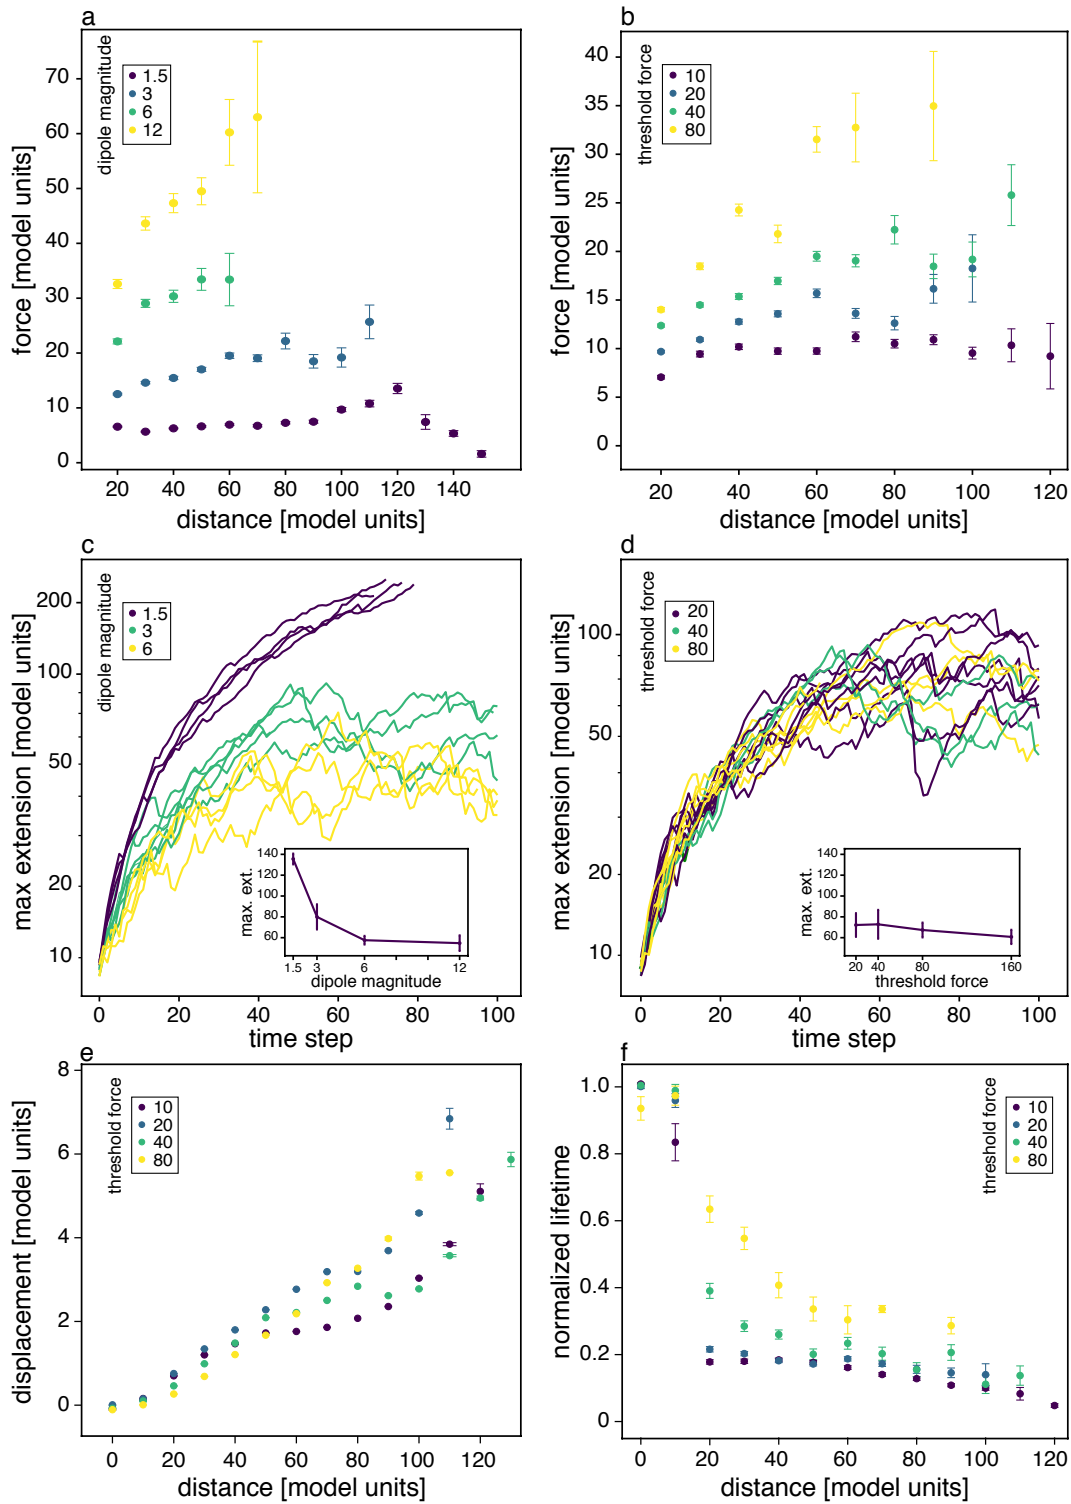 a
dipole magnitude
1.5
3
6
12
force [model units]
70
60
50
40
30
20
10
0
20 40 60 80 100 120 140
distance [model units]
b
threshold force
10
20
40
80
force [model units]
40
35
30
25
20
15
10
5
0
20 40 60 80 100 120
distance [model units]
c
dipole magnitude
1.5
3
6
max extension [model units]
200
100
50
20
10
max. ext.
140
120
100
80
60
1.5 3 6 12
dipole magnitude
0 20 40 60 80 100
time step
d
threshold force
20
40
80
max extension [model units]
100
50
20
10
max. ext.
140
120
100
80
60
20 40 80 160
threshold force
0 20 40 60 80 100
time step
e
threshold force
10
20
40
80
displacement [model units]
8
6
4
2
0
0 20 40 60 80 100 120
distance [model units]
f
threshold force
10
20
40
80
normalized lifetime
1.0
0.8
0.6
0.4
0.2
0
0 20 40 60 80 100 120
distance [model units]